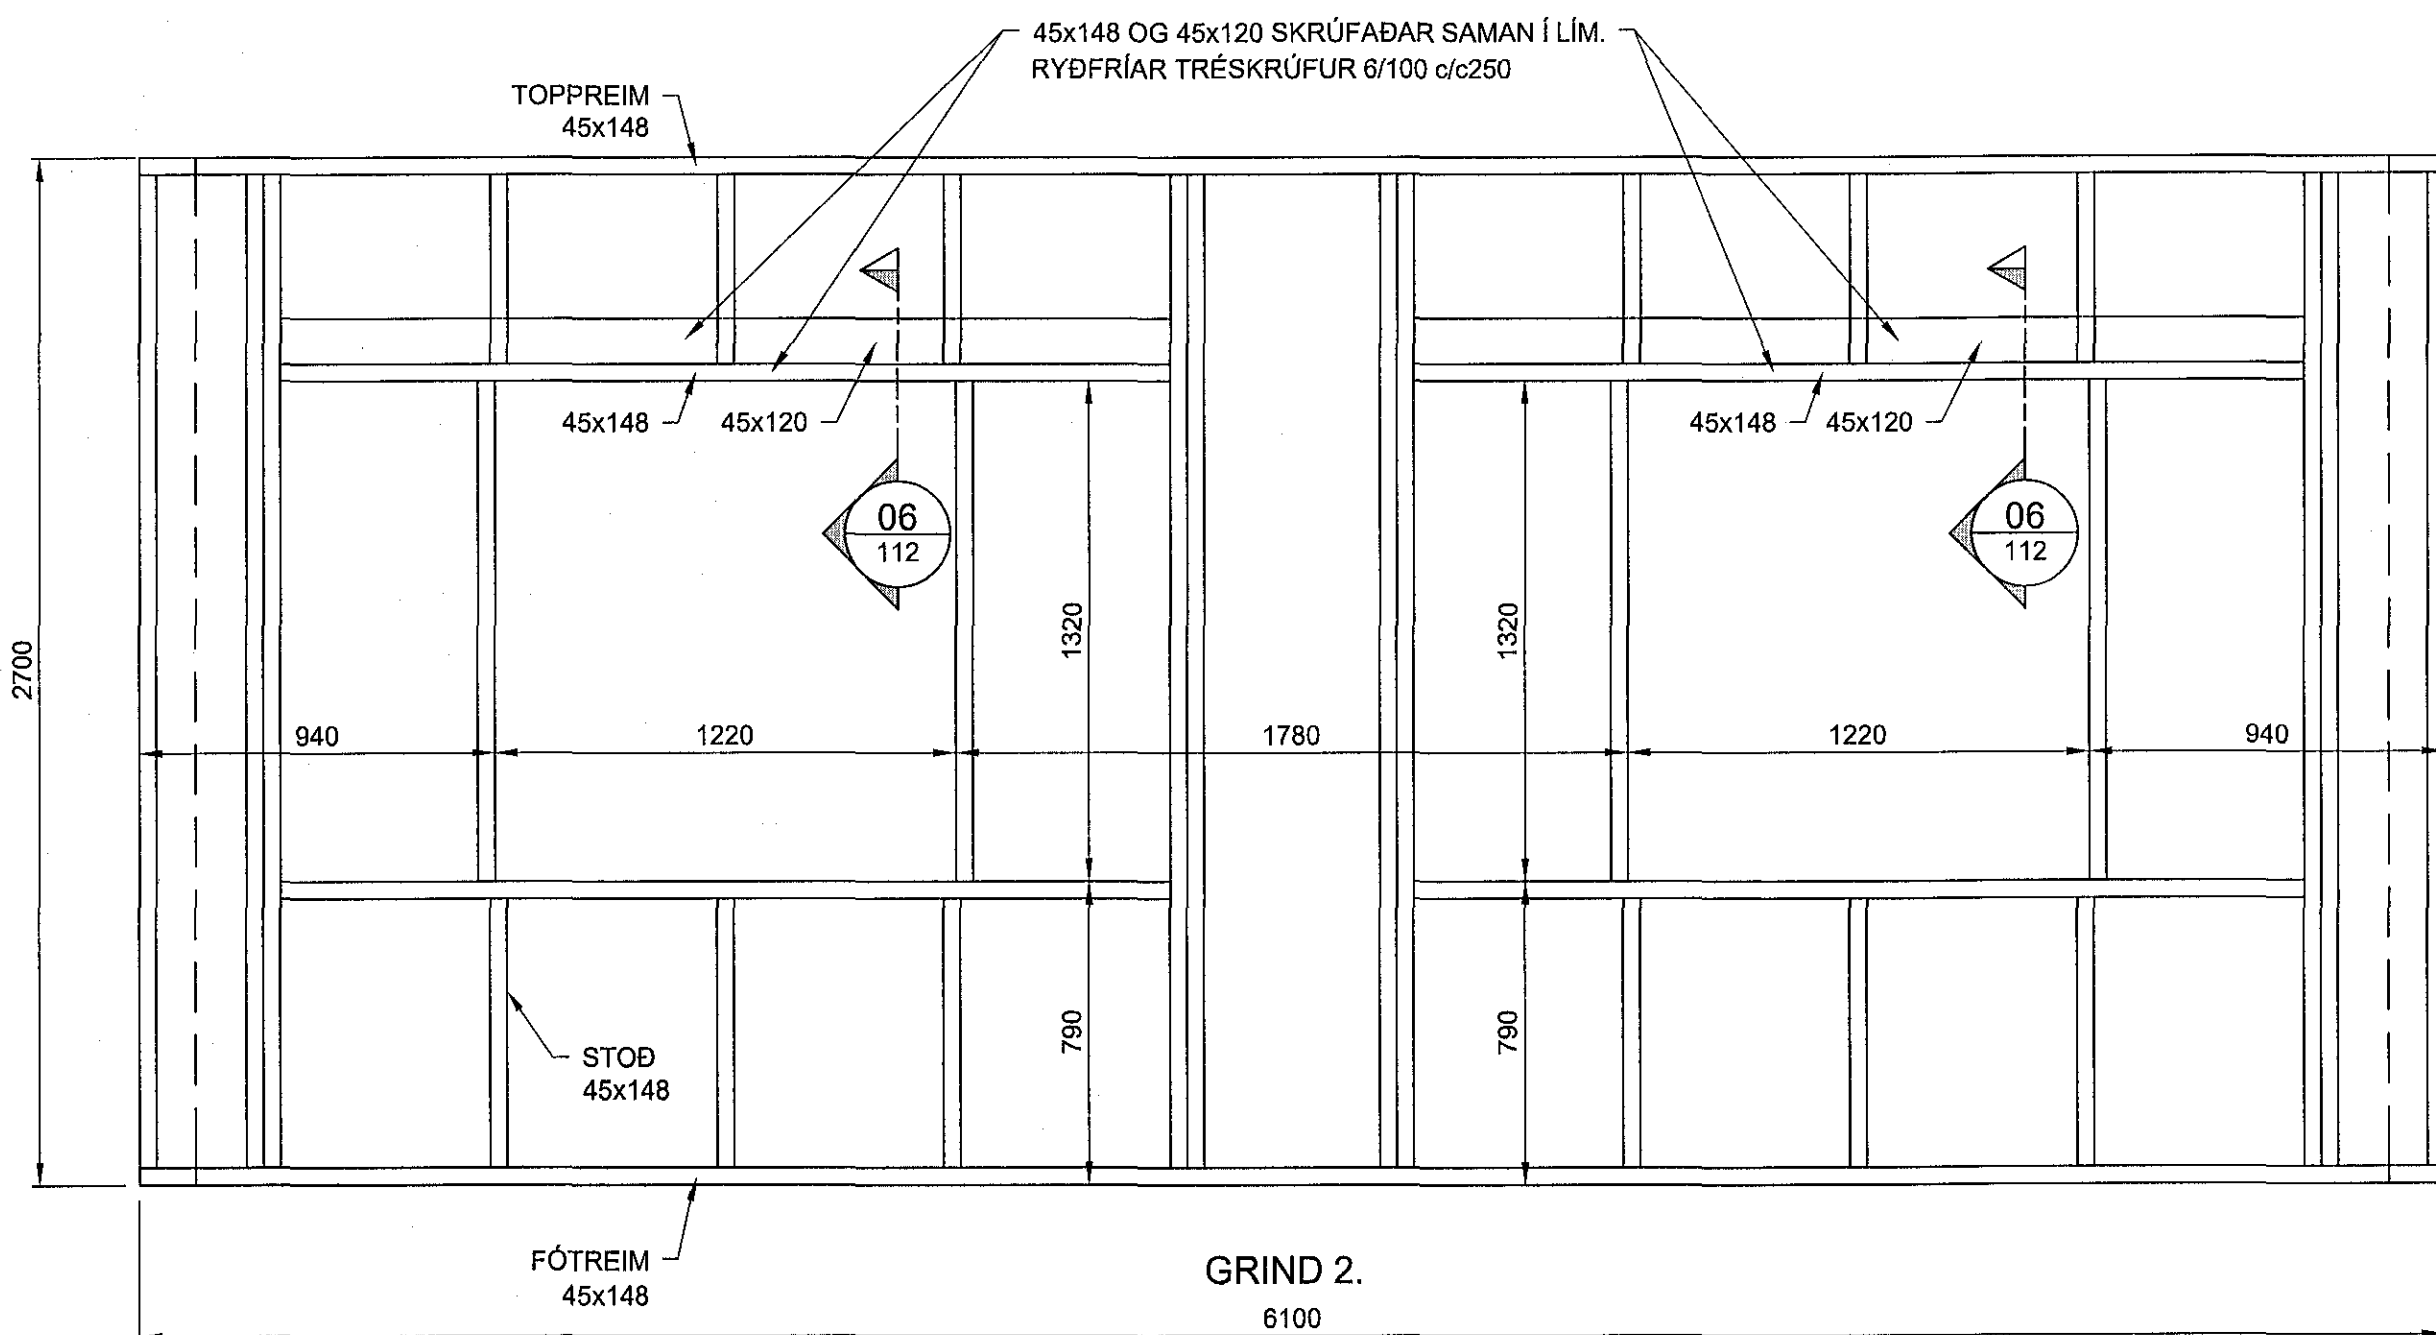 45x148 OG 45x120 SKRÚFAÐAR SAMAN Í LÍM.
RYÐFRÍAR TRÉSKRÚFUR 6/100 c/c250
TOPPREIM
45x148
45x148
45x120
45x148
45x120
06
112
06
112
2700
1320
1320
940
1220
1780
1220
940
790
790
STOÐ
45x148
FÓTREIM
45x148
GRIND 2.
6100